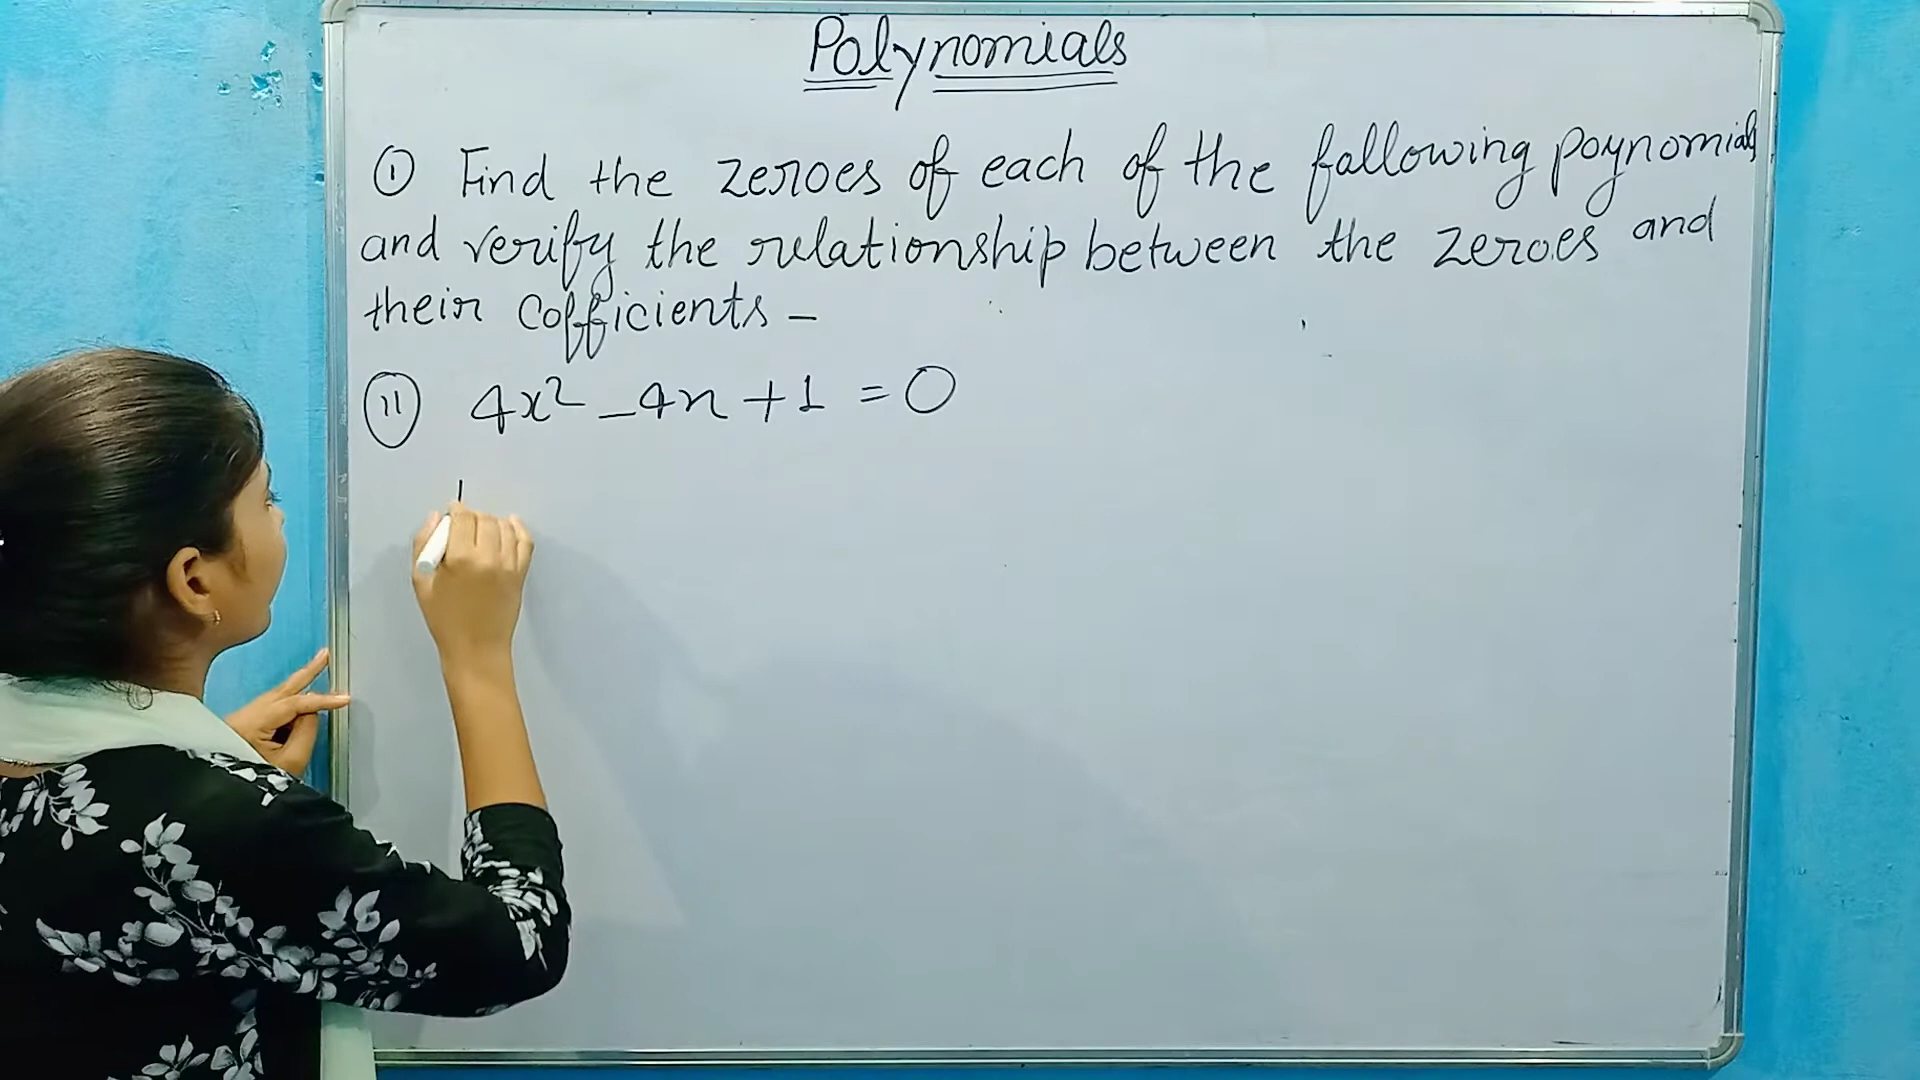 Polynomials
① Find the zeroes of each of the fallowing poynomials
and verify the relationship between the zeroes and
their cofficients -
ⅱ 4x² - 4x + 1 = 0